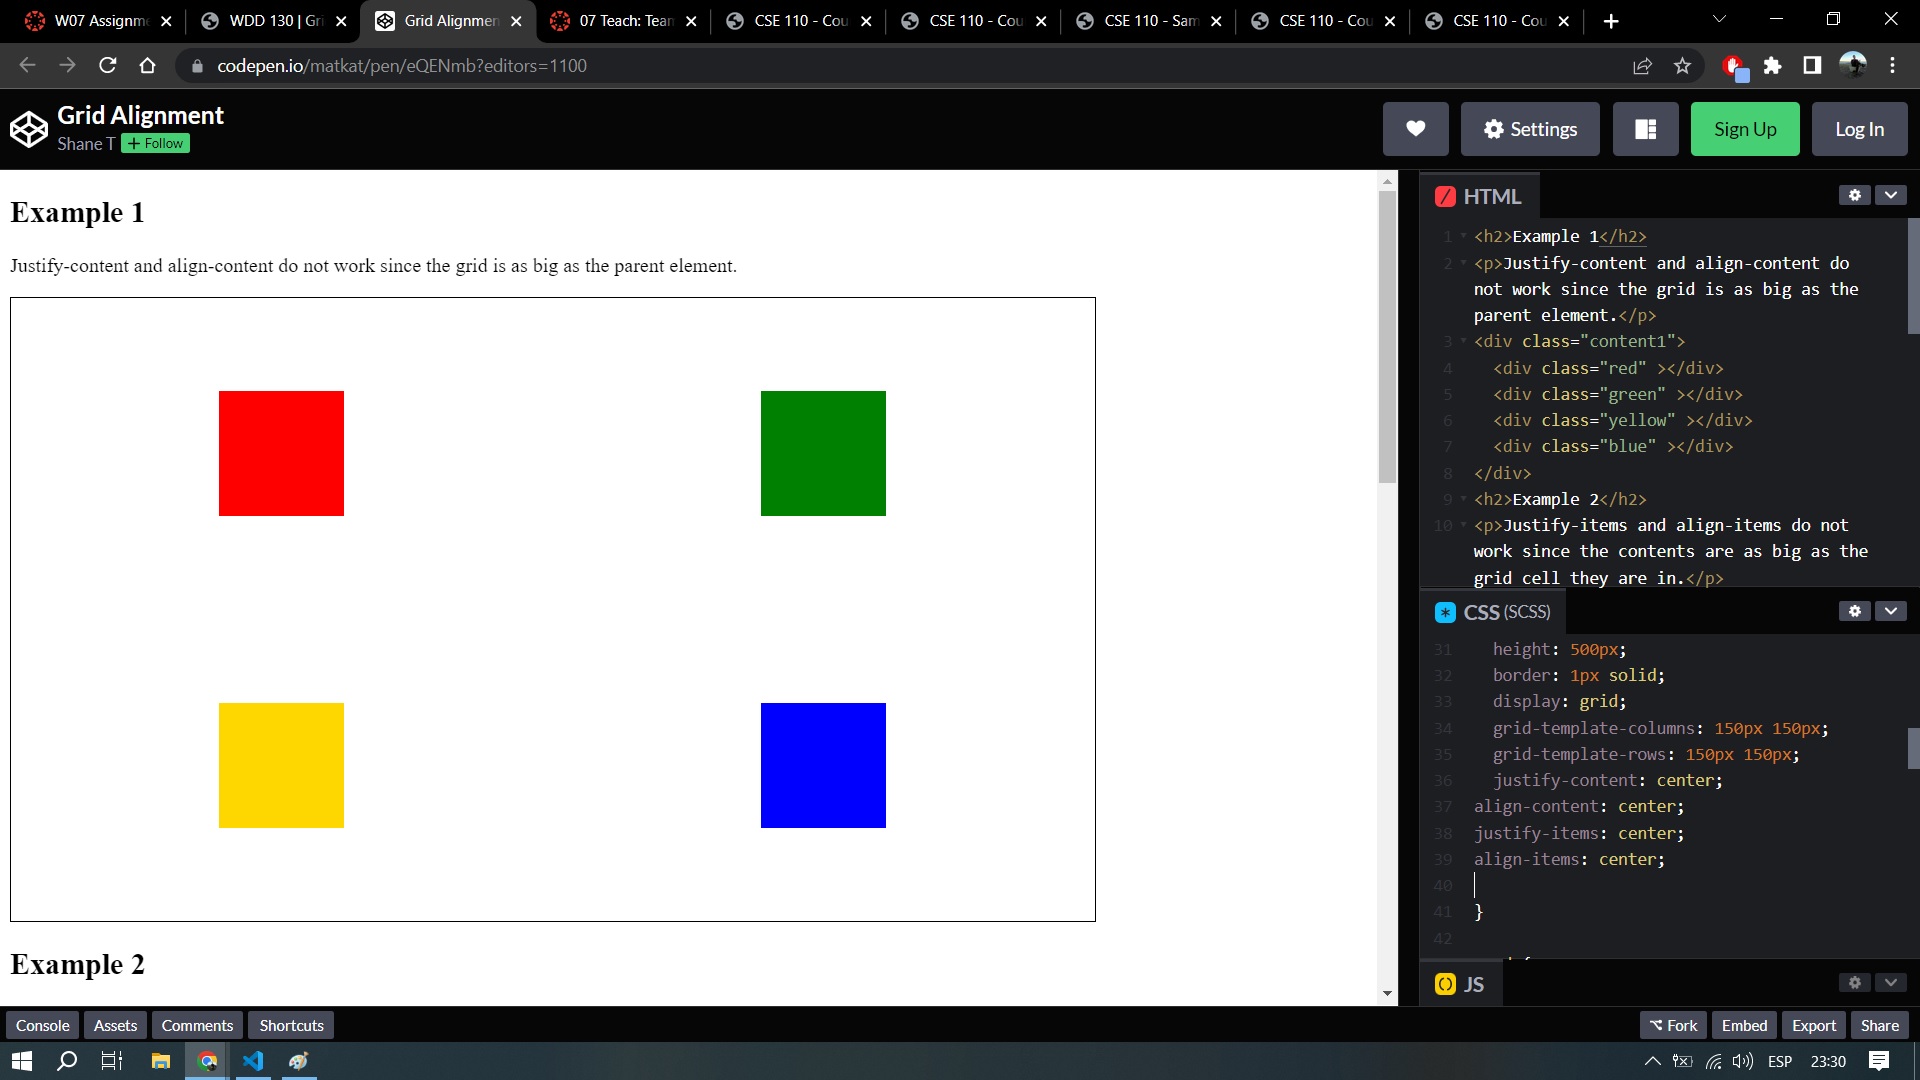 W07 Assignme
WDD 130 | Gri
Grid Alignmen
07 Teach: Team
CSE 110 - Cou
CSE 110 - Cou
CSE 110 - Sam
CSE 110 - Cou
CSE 110 - Cou
codepen.io/matkat/pen/eQENmb?editors=1100
Grid Alignment
Shane T
+ Follow
Settings
Sign Up
Log In
Example 1
Justify-content and align-content do not work since the grid is as big as the parent element.
Example 2
HTML
1 <h2>Example 1</h2>
2 <p>Justify-content and align-content do
not work since the grid is as big as the
parent element.</p>
3 <div class="content1">
4 <div class="red" ></div>
5 <div class="green" ></div>
6 <div class="yellow" ></div>
7 <div class="blue" ></div>
8 </div>
9 <h2>Example 2</h2>
10 <p>Justify-items and align-items do not
work since the contents are as big as the
grid cell they are in.</p>
CSS (SCSS)
31 height: 500px;
32 border: 1px solid;
33 display: grid;
34 grid-template-columns: 150px 150px;
35 grid-template-rows: 150px 150px;
36 justify-content: center;
37 align-content: center;
38 justify-items: center;
39 align-items: center;
40
41 }
42
JS
Console
Assets
Comments
Shortcuts
Fork
Embed
Export
Share
ESP
23:30